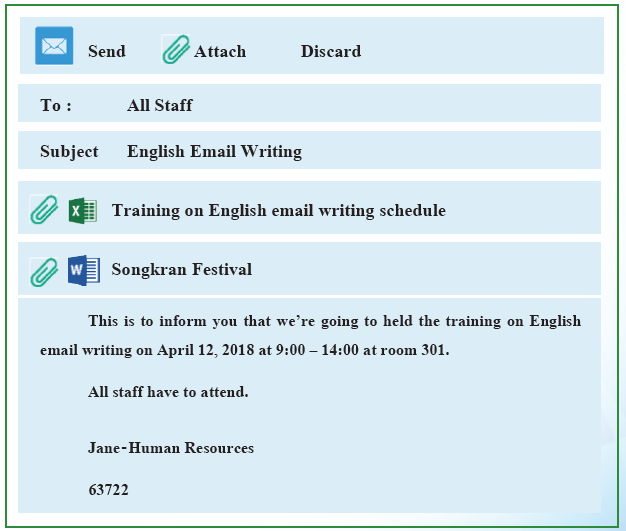 Send Attach Discard
To : All Staff
Subject English Email Writing
X Training on English email writing schedule
W Songkran Festival
This is to inform you that we’re going to held the training on English
email writing on April 12, 2018 at 9:00 – 14:00 at room 301.
All staff have to attend.
Jane-Human Resources
63722